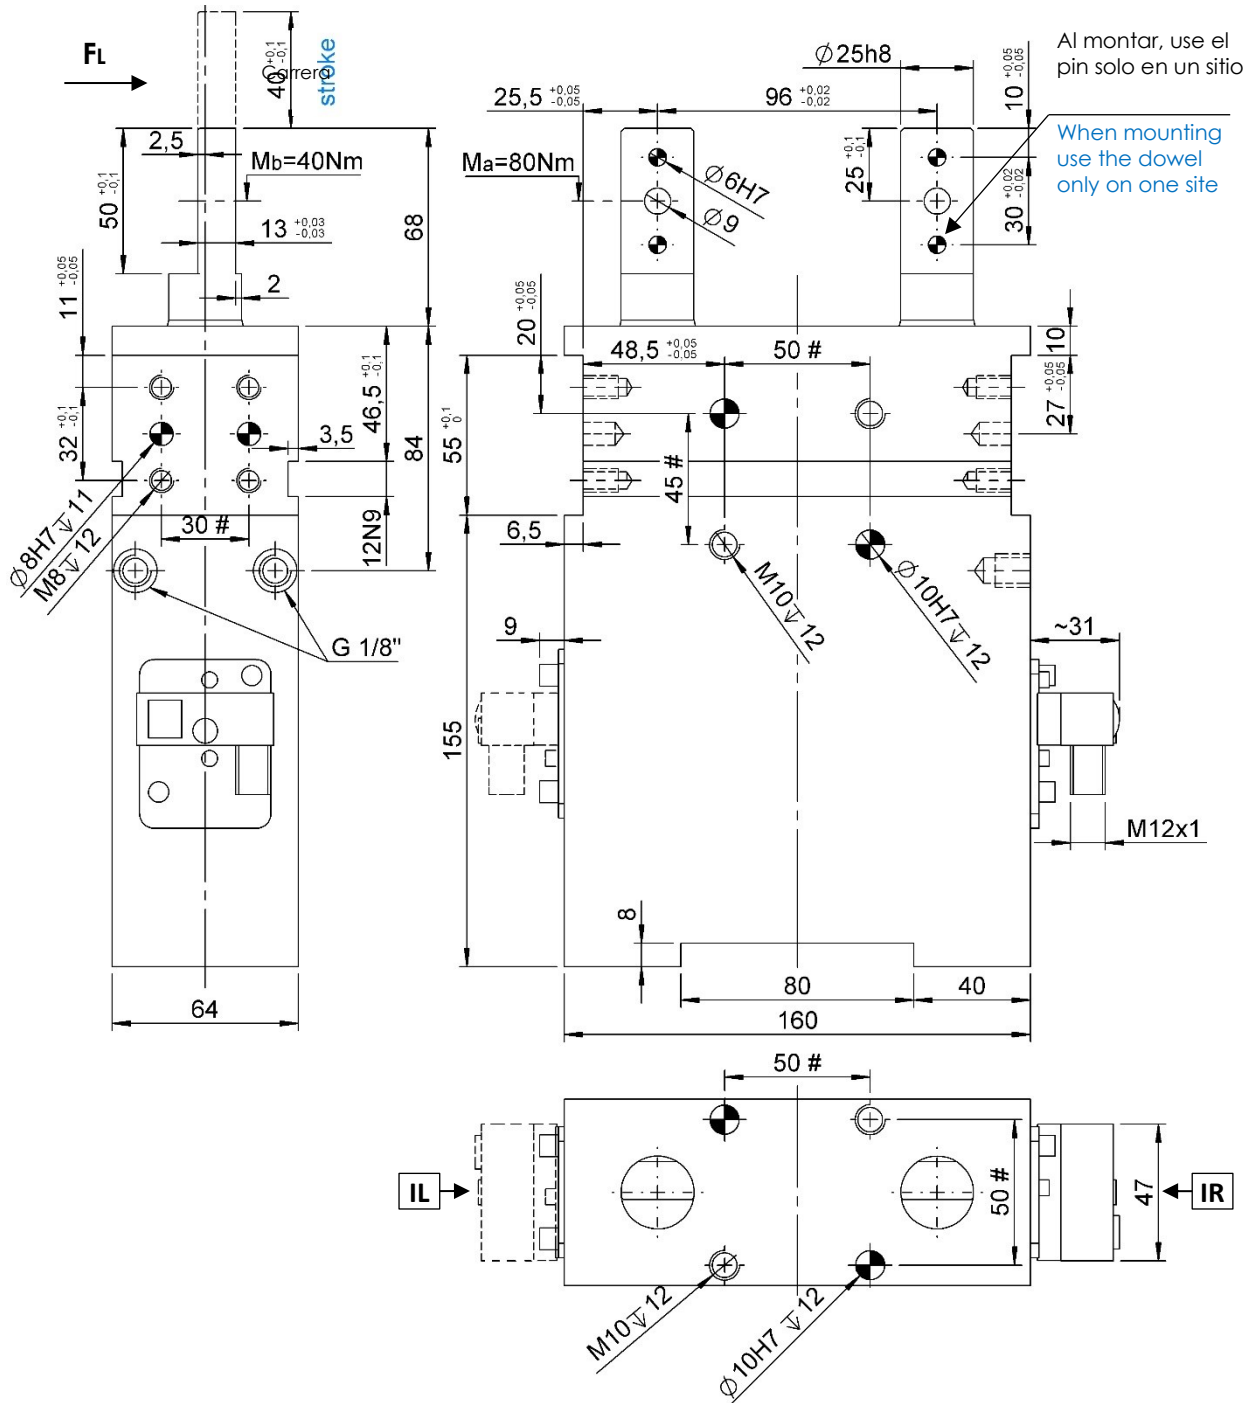 FL
40 +0,1 -0,1
Carrera
stroke
2,5
Mb=40Nm
50 +0,1 -0,1
13 +0,03 -0,03
68
2
11 +0,05 -0,05
32 +0,1 -0,1
46,5 +0,1 -0,1
84
3,5
30 #
12N9
Ø8H7↧11
M8↧12
G 1/8"
64
Ø25h8
25,5 +0,05 -0,05
96 +0,02 -0,02
10 +0,05 -0,05
Al montar, use el
pin solo en un sitio
When mounting
use the dowel
only on one site
Ma=80Nm
Ø6H7
Ø9
25 +0,1 -0,1
30 +0,02 -0,02
20 +0,05 -0,05
48,5 +0,05 -0,05
50 #
10
27 +0,05 -0,05
55 +0,1 0
45 #
6,5
M10↧12
Ø10H7↧12
9
~31
155
M12x1
8
80
40
160
50 #
IL
50 #
47
IR
M10↧12
Ø10H7↧12